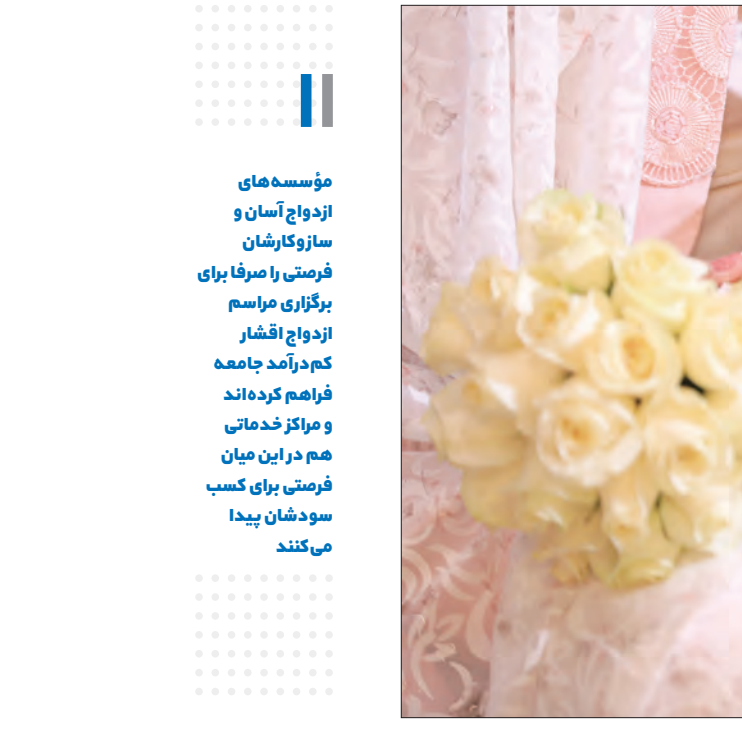 مؤسسه‌های
ازدواج آسان و
سازوکارشان
فرصتی را صرفا برای
برگزاری مراسم
ازدواج اقشار
کم‌درآمد جامعه
فراهم کرده‌اند
و مراکز خدماتی
هم در این میان
فرصتی برای کسب
سودشان پیدا
می‌کنند